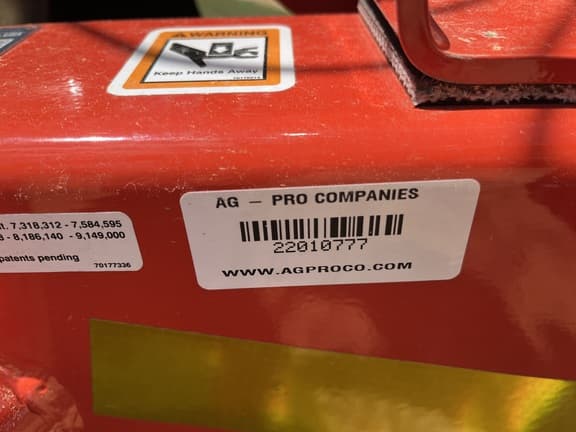 WARNING
Keep Hands Away
t. 7,318,312 - 7,584,595
- 8,186,140 - 9,149,000
patents pending
70177336
AG - PRO COMPANIES
22010777
WWW.AGPROCO.COM